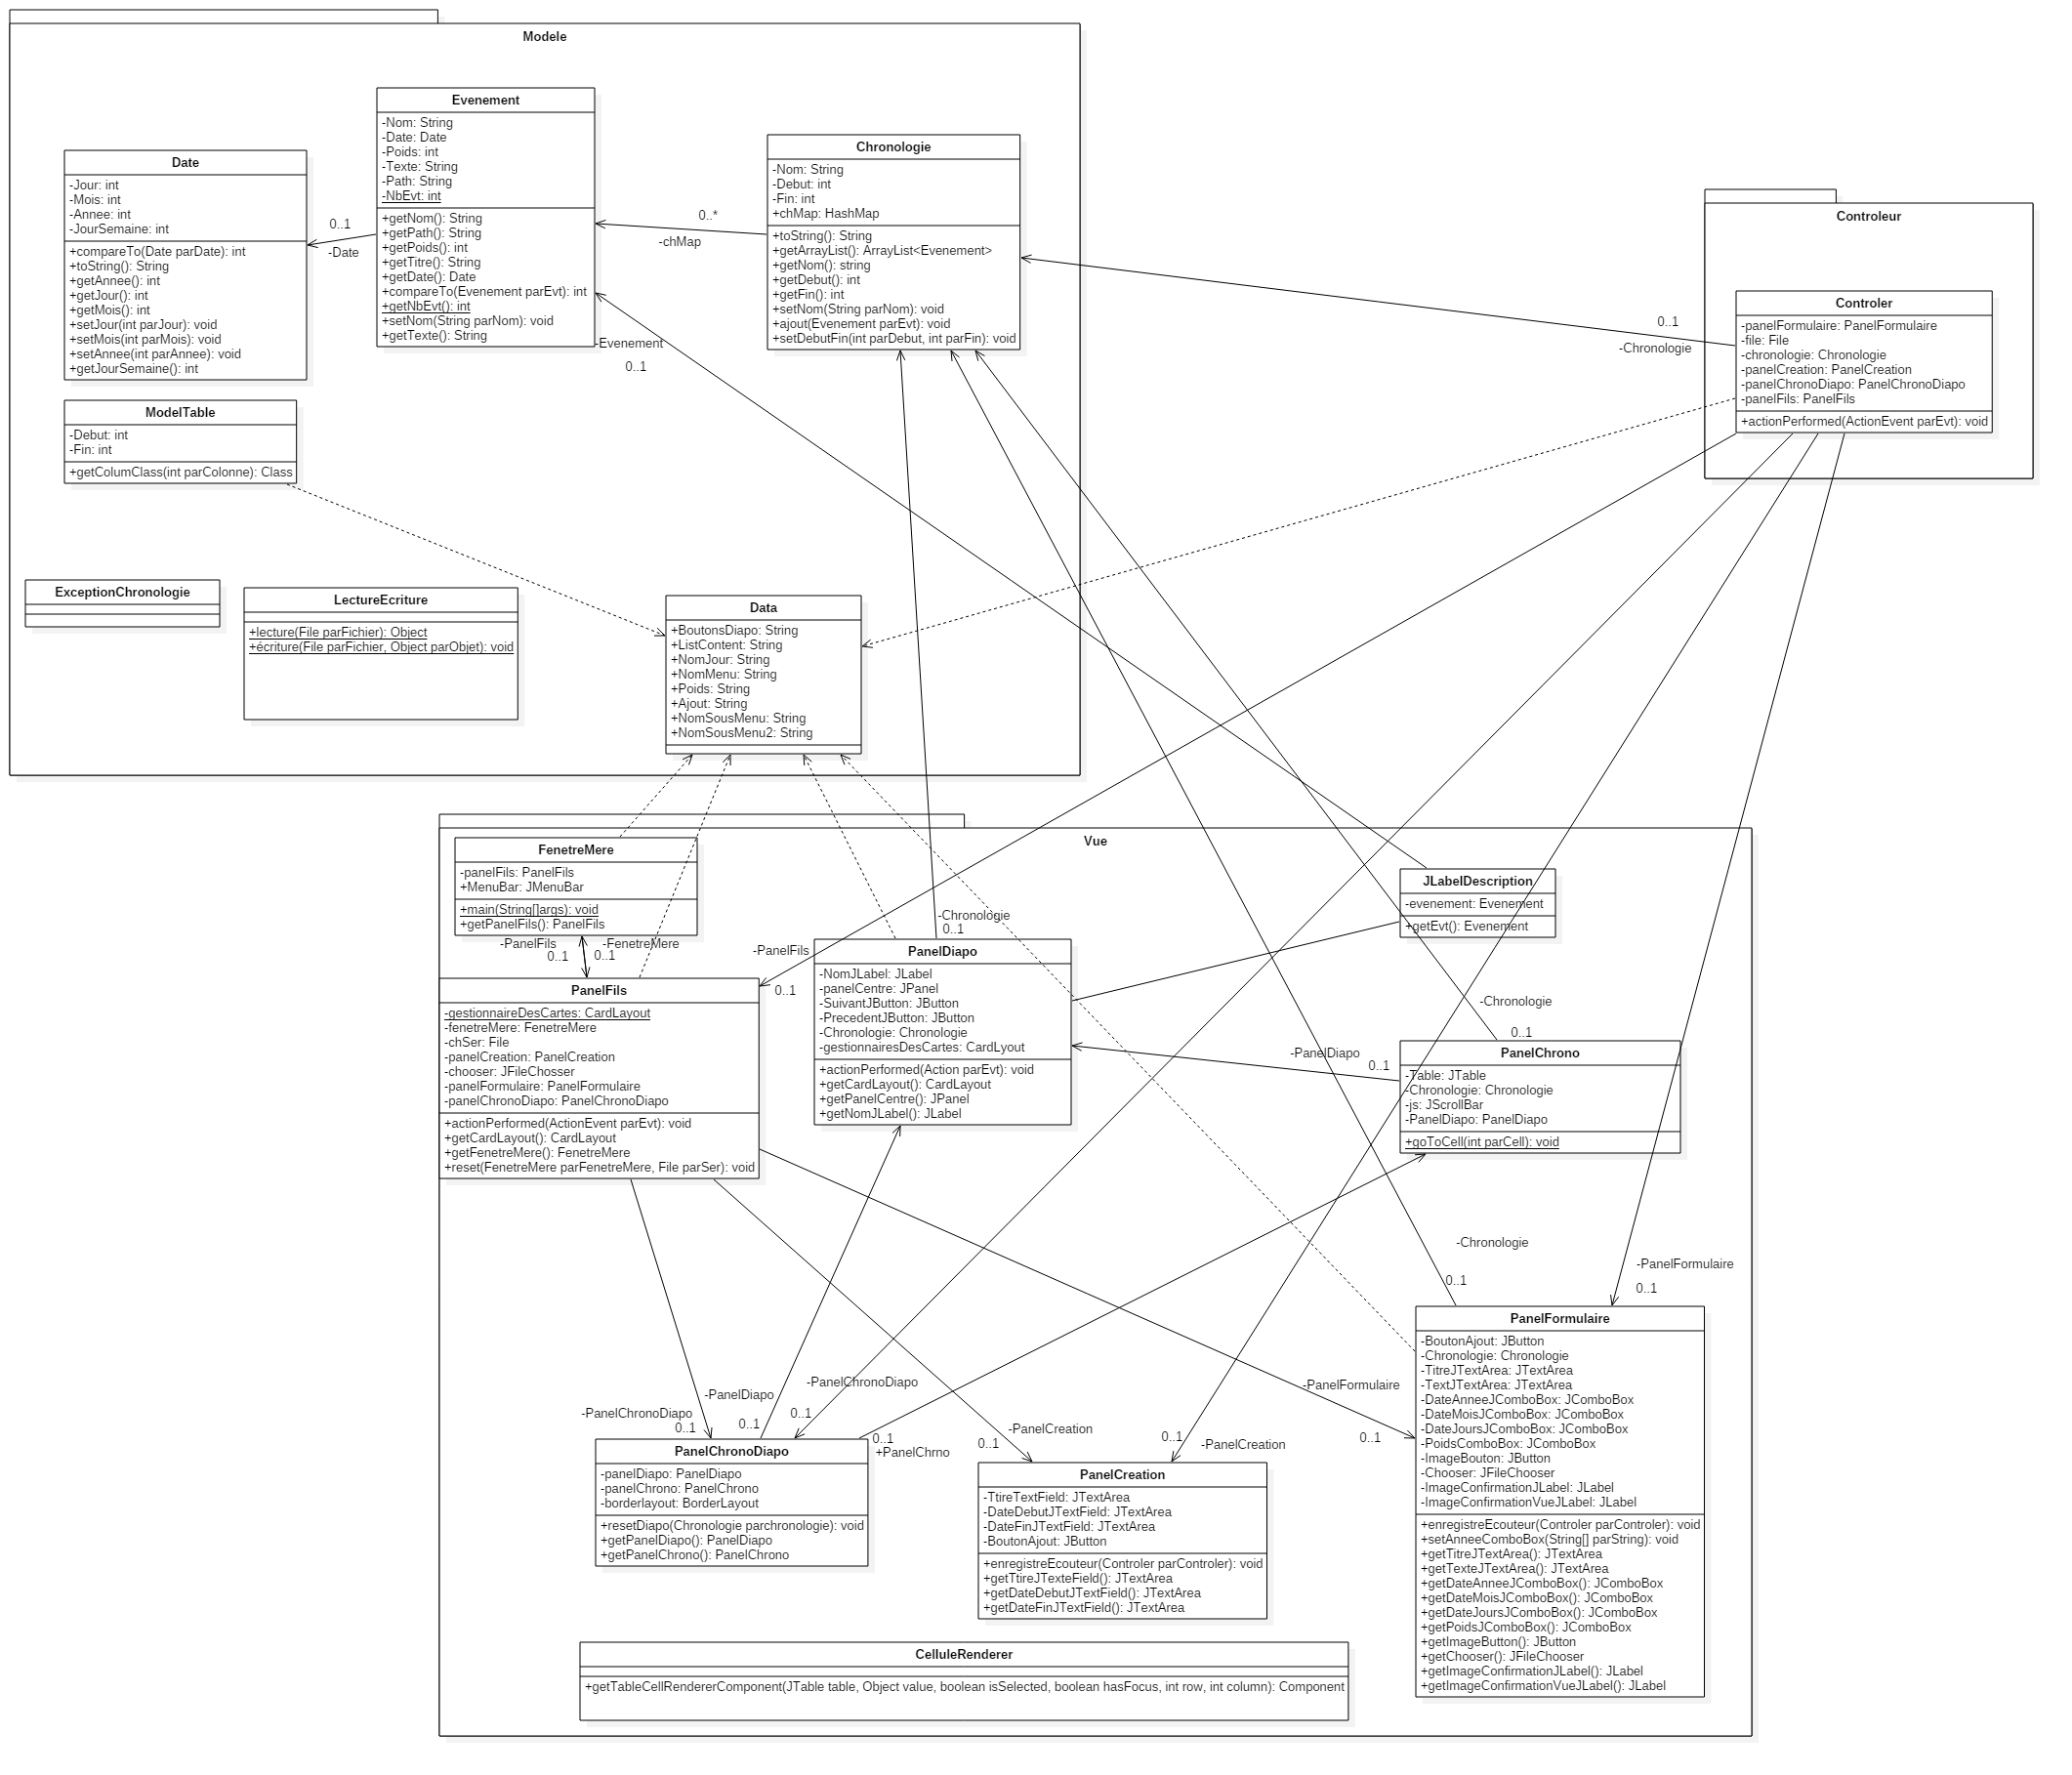 Modele
Evenement
-Nom: String
-Date: Date
-Poids: int
-Texte: String
-Path: String
-NbEvt: int
+getNom(): String
+getPath(): String
+getPoids(): int
+getTitre(): String
+getDate(): Date
+compareTo(Evenement parEvt): int
+getNbEvt(): int
+setNom(String parNom): void
+getTexte(): String
Chronologie
-Nom: String
-Debut: int
-Fin: int
+chMap: HashMap
+toString(): String
+getArrayList(): ArrayList<Evenement>
+getNom(): string
+getDebut(): int
+getFin(): int
+setNom(String parNom): void
+ajout(Evenement parEvt): void
+setDebutFin(int parDebut, int parFin): void
Date
-Jour: int
-Mois: int
-Annee: int
-JourSemaine: int
+compareTo(Date parDate): int
+toString(): String
+getAnnee(): int
+getJour(): int
+getMois(): int
+setJour(int parJour): void
+setMois(int parMois): void
+setAnnee(int parAnnee): void
+getJourSemaine(): int
0..1
-Date
0..*
-chMap
-Evenement
0..1
ModelTable
-Debut: int
-Fin: int
+getColumClass(int parColonne): Class
ExceptionChronologie
LectureEcriture
+lecture(File parFichier): Object
+écriture(File parFichier, Object parObjet): void
Data
+BoutonsDiapo: String
+ListContent: String
+NomJour: String
+NomMenu: String
+Poids: String
+Ajout: String
+NomSousMenu: String
+NomSousMenu2: String
Controleur
Controler
-panelFormulaire: PanelFormulaire
-file: File
-chronologie: Chronologie
-panelCreation: PanelCreation
-panelChronoDiapo: PanelChronoDiapo
-panelFils: PanelFils
+actionPerformed(ActionEvent parEvt): void
0..1
-Chronologie
Vue
FenetreMere
-panelFils: PanelFils
+MenuBar: JMenuBar
+main(String[]args): void
+getPanelFils(): PanelFils
-PanelFils
0..1
-FenetreMere
0..1
PanelFils
-gestionnaireDesCartes: CardLayout
-fenetreMere: FenetreMere
-chSer: File
-panelCreation: PanelCreation
-chooser: JFileChosser
-panelFormulaire: PanelFormulaire
-panelChronoDiapo: PanelChronoDiapo
+actionPerformed(ActionEvent parEvt): void
+getCardLayout(): CardLayout
+getFenetreMere(): FenetreMere
+reset(FenetreMere parFenetreMere, File parSer): void
-PanelFils
0..1
-Chronologie
0..1
PanelDiapo
-NomJLabel: JLabel
-panelCentre: JPanel
-SuivantJButton: JButton
-PrecedentJButton: JButton
-Chronologie: Chronologie
-gestionnairesDesCartes: CardLyout
+actionPerformed(Action parEvt): void
+getCardLayout(): CardLayout
+getPanelCentre(): JPanel
+getNomJLabel(): JLabel
JLabelDescription
-evenement: Evenement
+getEvt(): Evenement
-Chronologie
0..1
-PanelDiapo
0..1
PanelChrono
-Table: JTable
-Chronologie: Chronologie
-js: JScrollBar
-PanelDiapo: PanelDiapo
+goToCell(int parCell): void
-Chronologie
0..1
-PanelFormulaire
0..1
PanelFormulaire
-BoutonAjout: JButton
-Chronologie: Chronologie
-TitreJTextArea: JTextArea
-TextJTextArea: JTextArea
-DateAnneeJComboBox: JComboBox
-DateMoisJComboBox: JComboBox
-DateJoursJComboBox: JComboBox
-PoidsComboBox: JComboBox
-ImageBouton: JButton
-Chooser: JFileChooser
-ImageConfirmationJLabel: JLabel
-ImageConfirmationVueJLabel: JLabel
+enregistreEcouteur(Controler parControler): void
+setAnneeComboBox(String[] parString): void
+getTitreJTextArea(): JTextArea
+getTexteJTextArea(): JTextArea
+getDateAnneeJComboBox(): JComboBox
+getDateMoisJComboBox(): JComboBox
+getDateJoursJComboBox(): JComboBox
+getPoidsJComboBox(): JComboBox
+getImageButton(): JButton
+getChooser(): JFileChooser
+getImageConfirmationJLabel(): JLabel
+getImageConfirmationVueJLabel(): JLabel
-PanelFormulaire
0..1
-PanelChronoDiapo
0..1
-PanelDiapo
0..1
-PanelChronoDiapo
0..1
0..1
+PanelChrno
PanelChronoDiapo
-panelDiapo: PanelDiapo
-panelChrono: PanelChrono
-borderlayout: BorderLayout
+resetDiapo(Chronologie parchronologie): void
+getPanelDiapo(): PanelDiapo
+getPanelChrono(): PanelChrono
-PanelCreation
0..1
0..1
-PanelCreation
PanelCreation
-TtireTextField: JTextArea
-DateDebutJTextField: JTextArea
-DateFinJTextField: JTextArea
-BoutonAjout: JButton
+enregistreEcouteur(Controler parControler): void
+getTtireJTexteField(): JTextArea
+getDateDebutJTextField(): JTextArea
+getDateFinJTextField(): JTextArea
CelluleRenderer
+getTableCellRendererComponent(JTable table, Object value, boolean isSelected, boolean hasFocus, int row, int column): Component